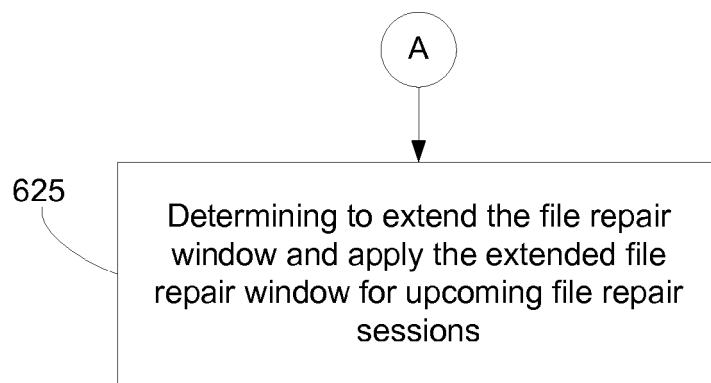 A
625
Determining to extend the file repair
window and apply the extended file
repair window for upcoming file repair
sessions